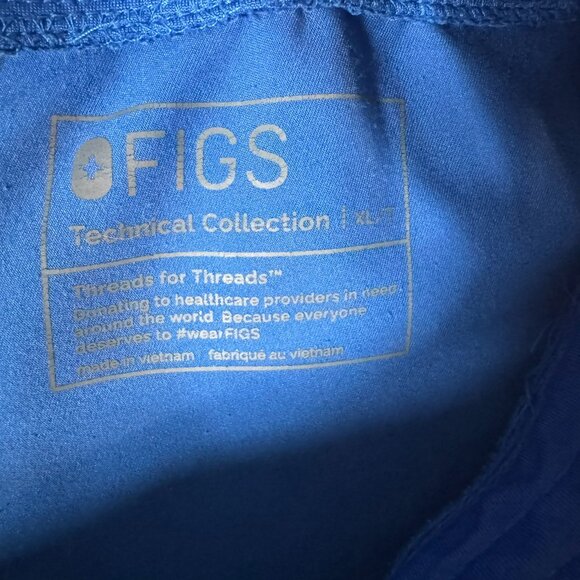 FIGS
Technical Collection | XL
Threads for Threads™
Donating to healthcare providers in need
around the world. Because everyone
deserves to #wearFIGS
made in vietnam fabriqué au vietnam